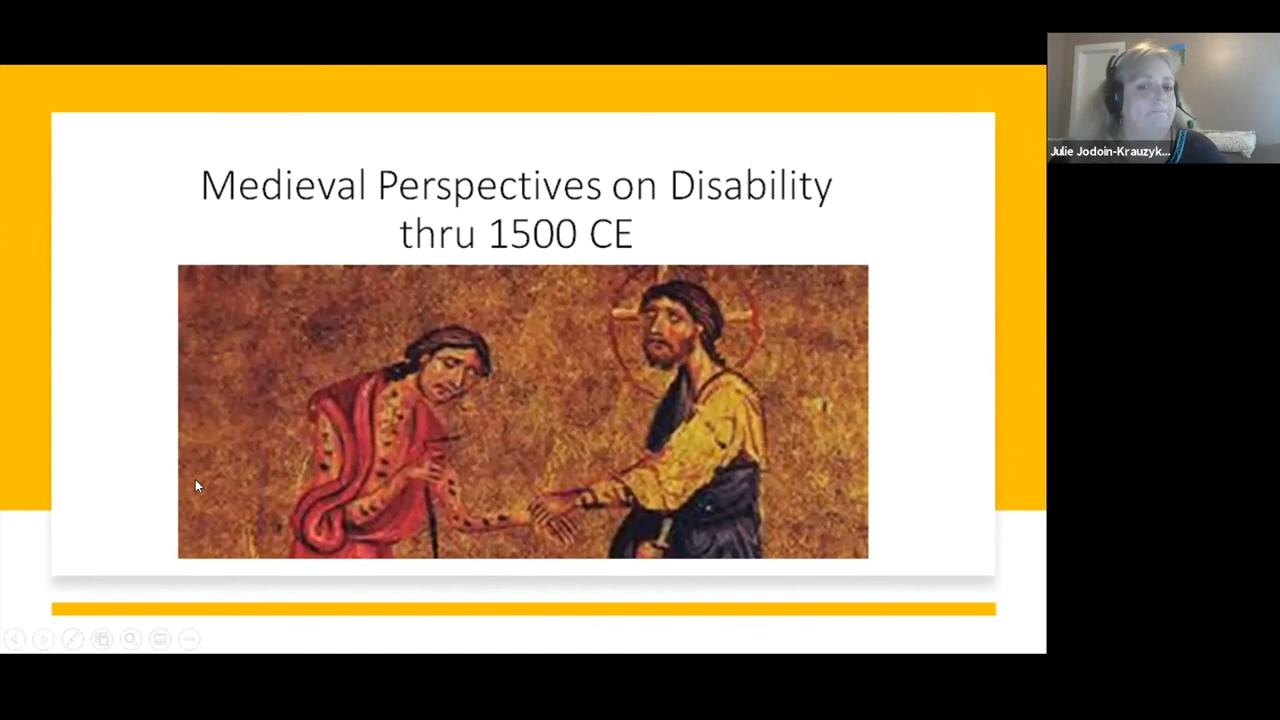 Medieval Perspectives on Disability
thru 1500 CE
Julie Jodoin-Krauzyk...